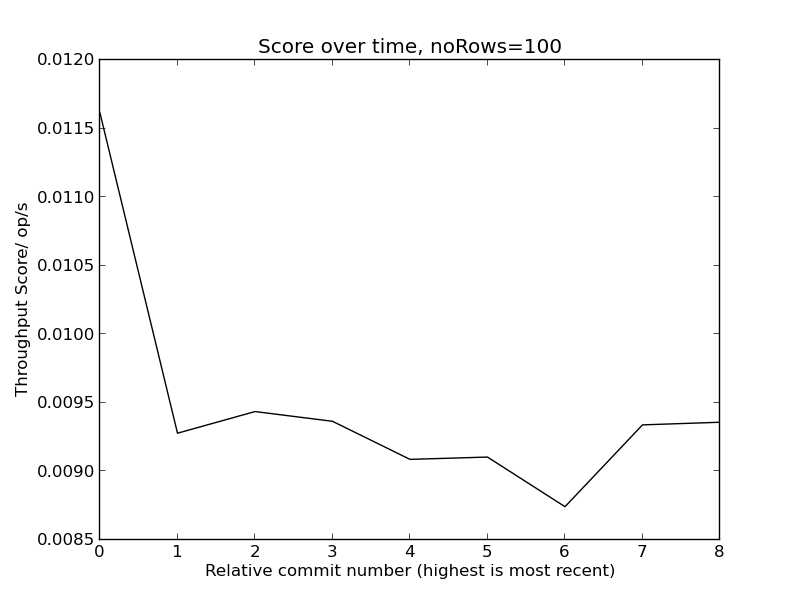 Score over time, noRows=100
0.0120
0.0115
0.0110
0.0105
0.0100
0.0095
0.0090
0.0085
Throughput Score/ op/s
0 1 2 3 4 5 6 7 8
Relative commit number (highest is most recent)